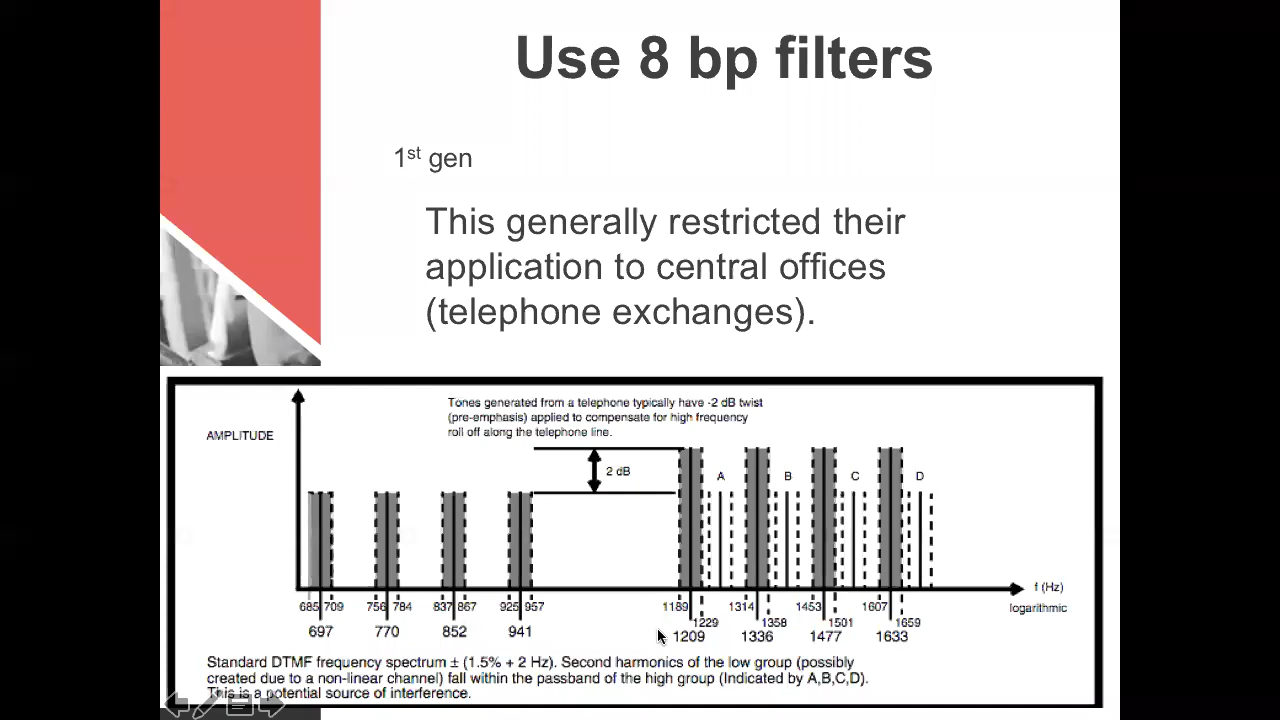 Use 8 bp filters
1st gen
This generally restricted their
application to central offices
(telephone exchanges).
Tones generated from a telephone typically have -2 dB twist
(pre-emphasis) applied to compensate for high frequency
roll off along the telephone line.
AMPLITUDE
2 dB
A B C D
f (Hz)
logarithmic
685 709 756 784 837 867 925 957 1189 1229 1314 1358 1453 1501 1607 1659
697 770 852 941 1209 1336 1477 1633
Standard DTMF frequency spectrum ± (1.5% + 2 Hz). Second harmonics of the low group (possibly
created due to a non-linear channel) fall within the passband of the high group (Indicated by A,B,C,D).
This is a potential source of interference.